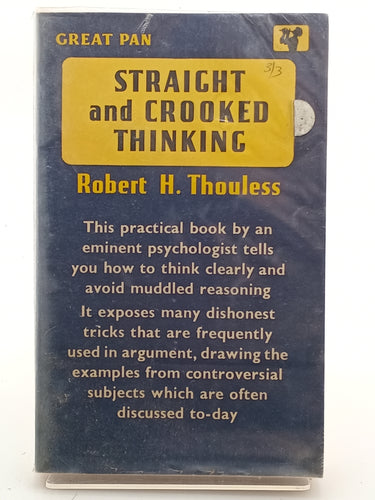 GREAT PAN
3/3
STRAIGHT
and CROOKED
THINKING
Robert H. Thouless
This practical book by an
eminent psychologist tells
you how to think clearly and
avoid muddled reasoning
It exposes many dishonest
tricks that are frequently
used in argument, drawing the
examples from controversial
subjects which are often
discussed to-day